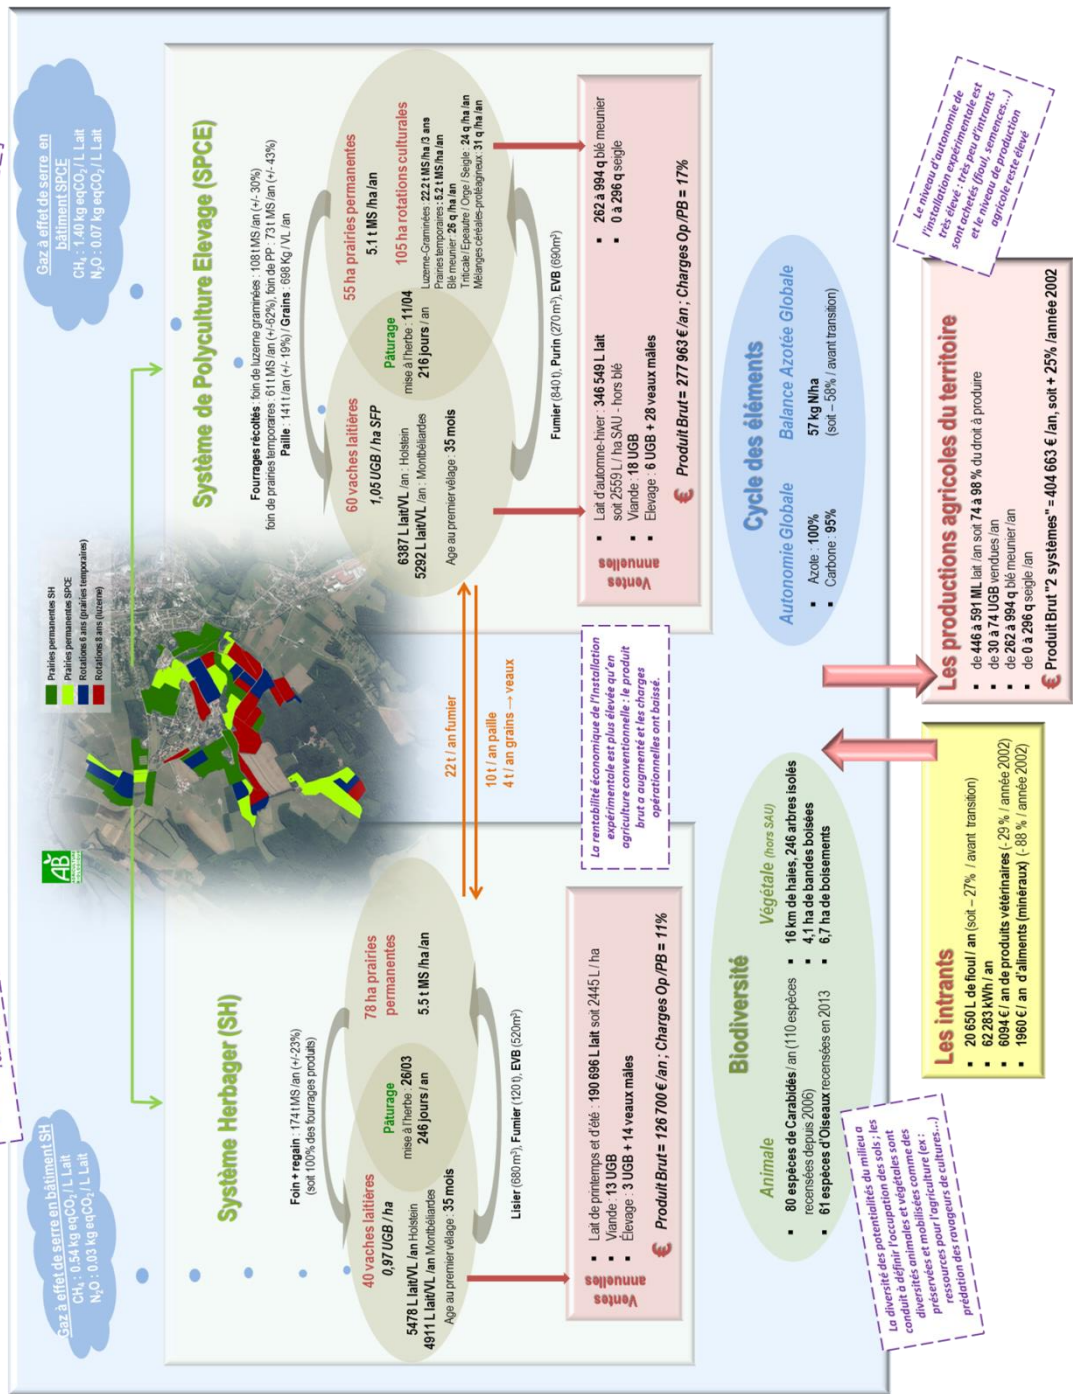 Gaz à effet de serre en bâtiment SH
CH₄ : 0.54 kg eqCO₂ / L Lait
N₂O : 0.03 kg eqCO₂ / L Lait
Gaz à effet de serre en
bâtiment SPCE
CH₄ : 1.40 kg eqCO₂ / L Lait
N₂O : 0.07 kg eqCO₂ / L Lait
AB
Prairies permanentes SH
Prairies permanentes SPCE
Rotations 6 ans (prairies temporaires)
Rotations 8 ans (luzerne)
Système Herbager (SH)
Foin + regain : 174 t MS /an (+/-23%)
(soit 100% des fourrages produits)
40 vaches laitières
0,97 UGB / ha
5478 L lait/VL /an Holstein
4911 L lait/VL /an Montbéliardes
Age au premier vêlage : 35 mois
Pâturage
mise à l'herbe : 26/03
246 jours / an
78 ha prairies
permanentes
5.5 t MS /ha /an
Lisier (680m³), Fumier (120 t), EVB (520m³)
Ventes
annuelles
Lait de printemps et d'été : 190 696 L lait soit 2445 L / ha
Viande : 13 UGB
Élevage : 3 UGB + 14 veaux mâles
€ Produit Brut = 126 700 € / an ; Charges Op /PB = 11%
22 t / an fumier
10 t / an paille
4 t / an grains → veaux
La rentabilité économique de l'Installation
expérimentale est plus élevée qu'en
agriculture conventionnelle : le produit
brut a augmenté et les charges
opérationnelles ont baissé.
Système de Polyculture Elevage (SPCE)
Fourrages récoltés : foin de luzerne graminées : 108 t MS /an (+/- 30%)
foin de prairies temporaires : 61 t MS /an (+/-62%), foin de PP : 73 t MS /an (+/- 43%)
Paille : 141 t /an (+/- 19%) / Grains : 698 Kg / VL /an
60 vaches laitières
1,05 UGB / ha SFP
6387 L lait/VL /an : Holstein
5292 L lait/VL /an : Montbéliardes
Age au premier vêlage : 35 mois
Pâturage
mise à l'herbe : 11/04
216 jours / an
55 ha prairies permanentes
5.1 t MS /ha /an
105 ha rotations culturales
Luzerne-Graminées : 22.2 t MS /ha /3 ans
Prairies temporaires : 5.2 t MS /ha /an
Blé meunier : 26 q /ha /an
Triticale / Epeautre / Orge / Seigle : 24 q /ha /an
Mélanges céréales-protéagineux : 31 q /ha /an
Fumier (840 t), Purin (270 m³), EVB (690m³)
Ventes
annuelles
Lait d'automne-hiver : 346 549 L lait
soit 2559 L / ha SAU - hors blé
Viande : 18 UGB
Elevage : 6 UGB + 28 veaux mâles
262 à 994 q blé meunier
0 à 296 q seigle
€ Produit Brut = 277 963 € /an ; Charges Op /PB = 17%
Biodiversité
Animale
80 espèces de Carabidés / an (110 espèces
recensées depuis 2006)
61 espèces d'Oiseaux recensées en 2013
Végétale (hors SAU)
16 km de haies, 246 arbres isolés
4,1 ha de bandes boisées
6,7 ha de boisements
Cycle des éléments
Autonomie Globale
Azote : 100%
Carbone : 95%
Balance Azotée Globale
57 kg N/ha
(soit – 58% / avant transition)
La diversité des potentialités du milieu a
conduit à définir l'occupation des sols ; les
diversités animales et végétales sont
préservées et mobilisées comme des
ressources pour l'agriculture (ex :
prédation des ravageurs de cultures…)
Les intrants
20 650 L de fioul / an (soit – 27% / avant transition)
62 283 kWh / an
6094 € / an de produits vétérinaires (- 29 % / année 2002)
1960 € / an d'aliments (minéraux) (-88 % / année 2002)
Les productions agricoles du territoire
de 446 à 591 ML lait /an soit 74 à 98 % du droit à produire
de 30 à 74 UGB vendues /an
de 262 à 994 q blé meunier /an
de 0 à 296 q seigle /an
€ Produit Brut "2 systèmes" = 404 663 € /an, soit + 25% /année 2002
Le niveau d'autonomie de
l'installation expérimentale est
très élevé : très peu d'intrants
sont achetés (fioul, semences…)
et le niveau de production
agricole reste élevé